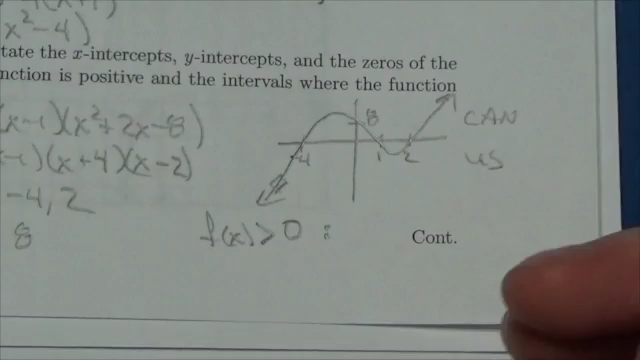 x²-4)
tate the x-intercepts, y-intercepts, and the zeros of the
nction is positive and the intervals where the function
x-1)(x²+2x-8)
-1)(x+4)(x-2)
-4, 2
8
8
-4 1 2
CAN
US
f(x)>0 :
Cont.